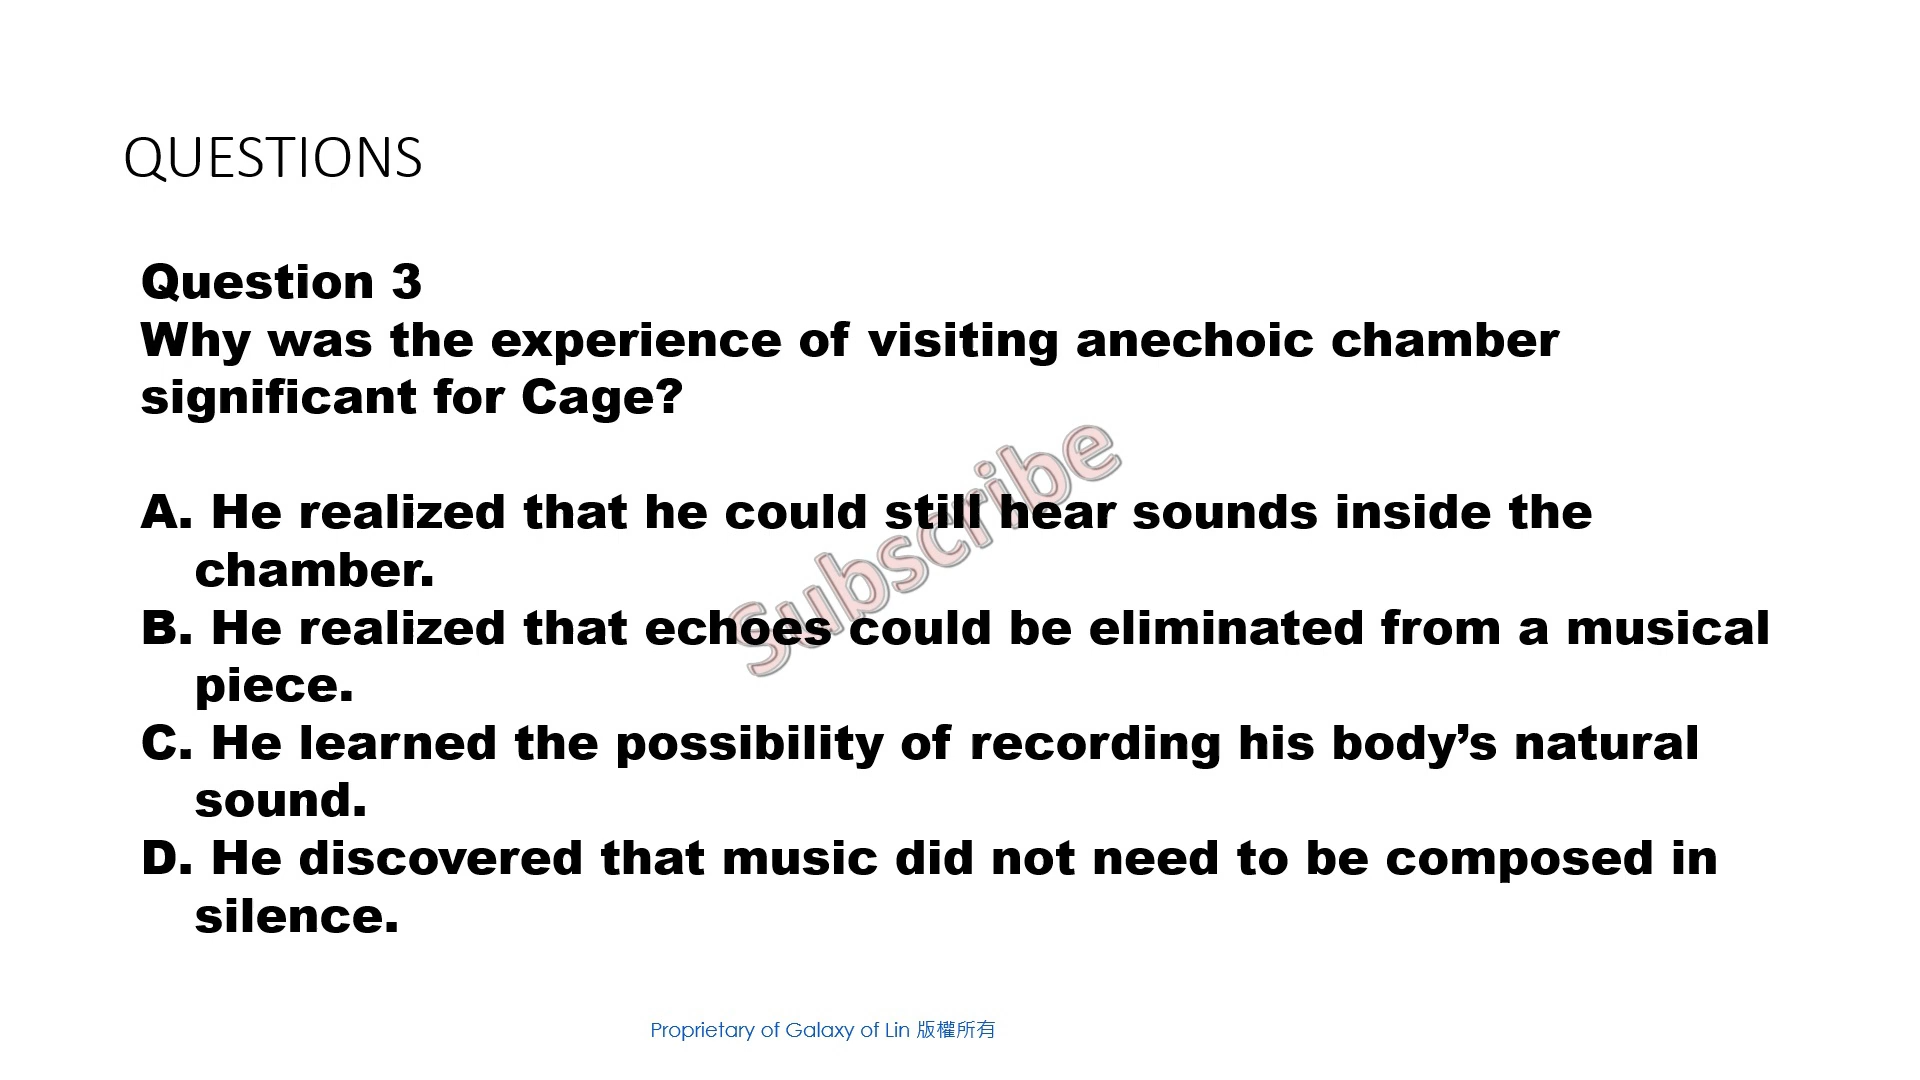 QUESTIONS
Question 3
Why was the experience of visiting anechoic chamber
significant for Cage?
A. He realized that he could still hear sounds inside the
chamber.
B. He realized that echoes could be eliminated from a musical
piece.
C. He learned the possibility of recording his body’s natural
sound.
D. He discovered that music did not need to be composed in
silence.
Subscribe
Proprietary of Galaxy of Lin 版權所有